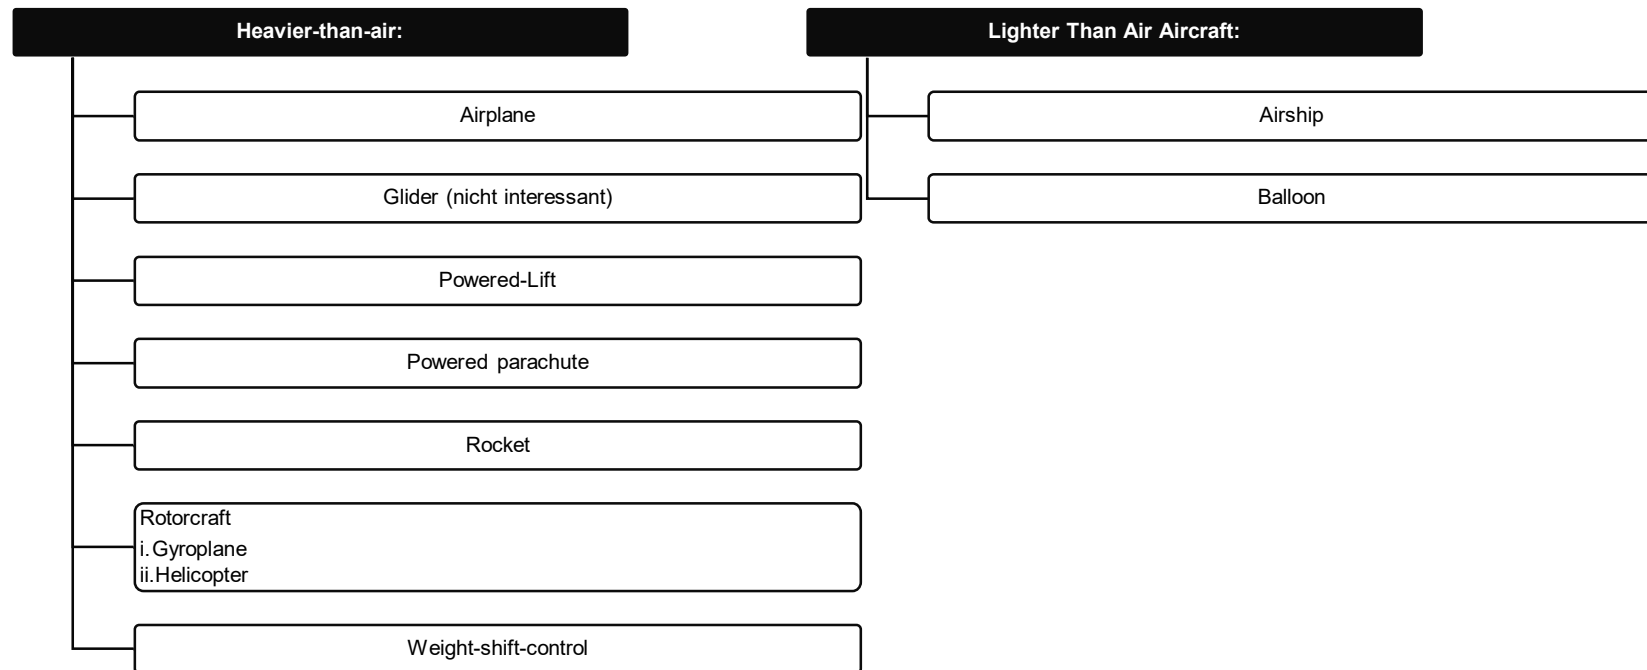 Heavier-than-air:
Airplane
Glider (nicht interessant)
Powered-Lift
Powered parachute
Rocket
Rotorcraft
i.Gyroplane
ii.Helicopter
Weight-shift-control
Lighter Than Air Aircraft:
Airship
Balloon